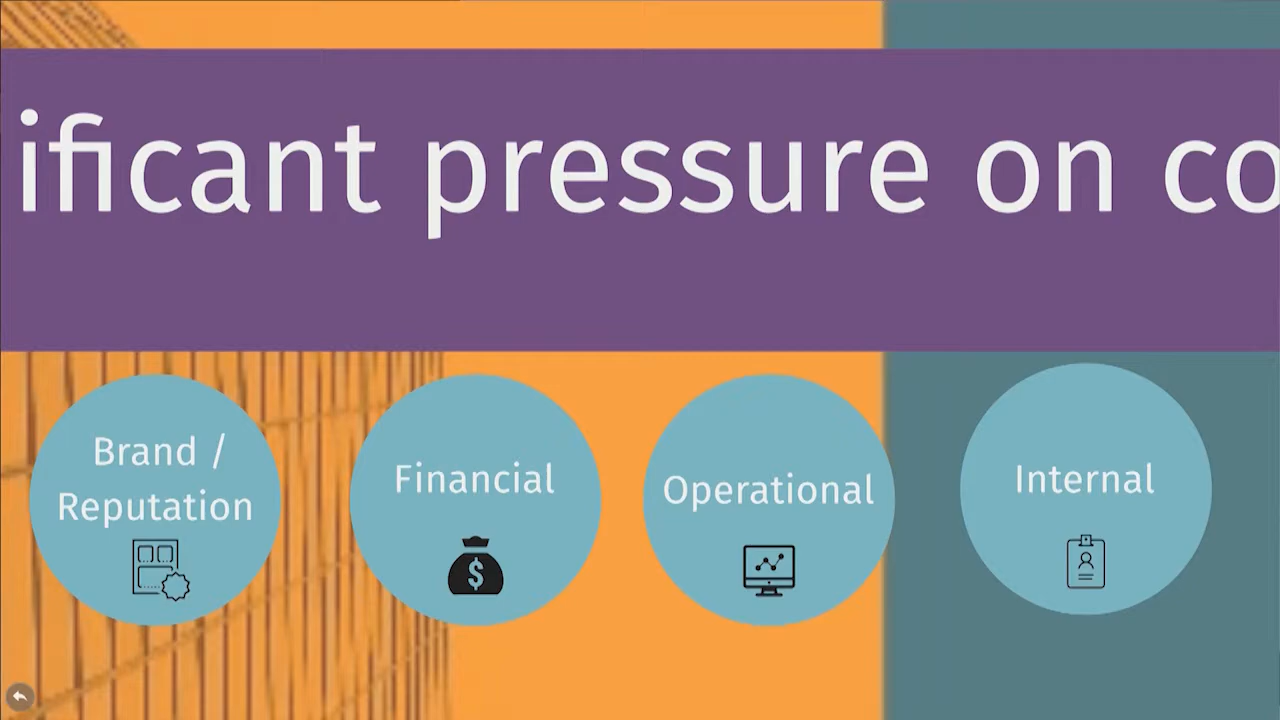 ificant pressure on co
Brand /
Reputation
Financial
Operational
Internal
$